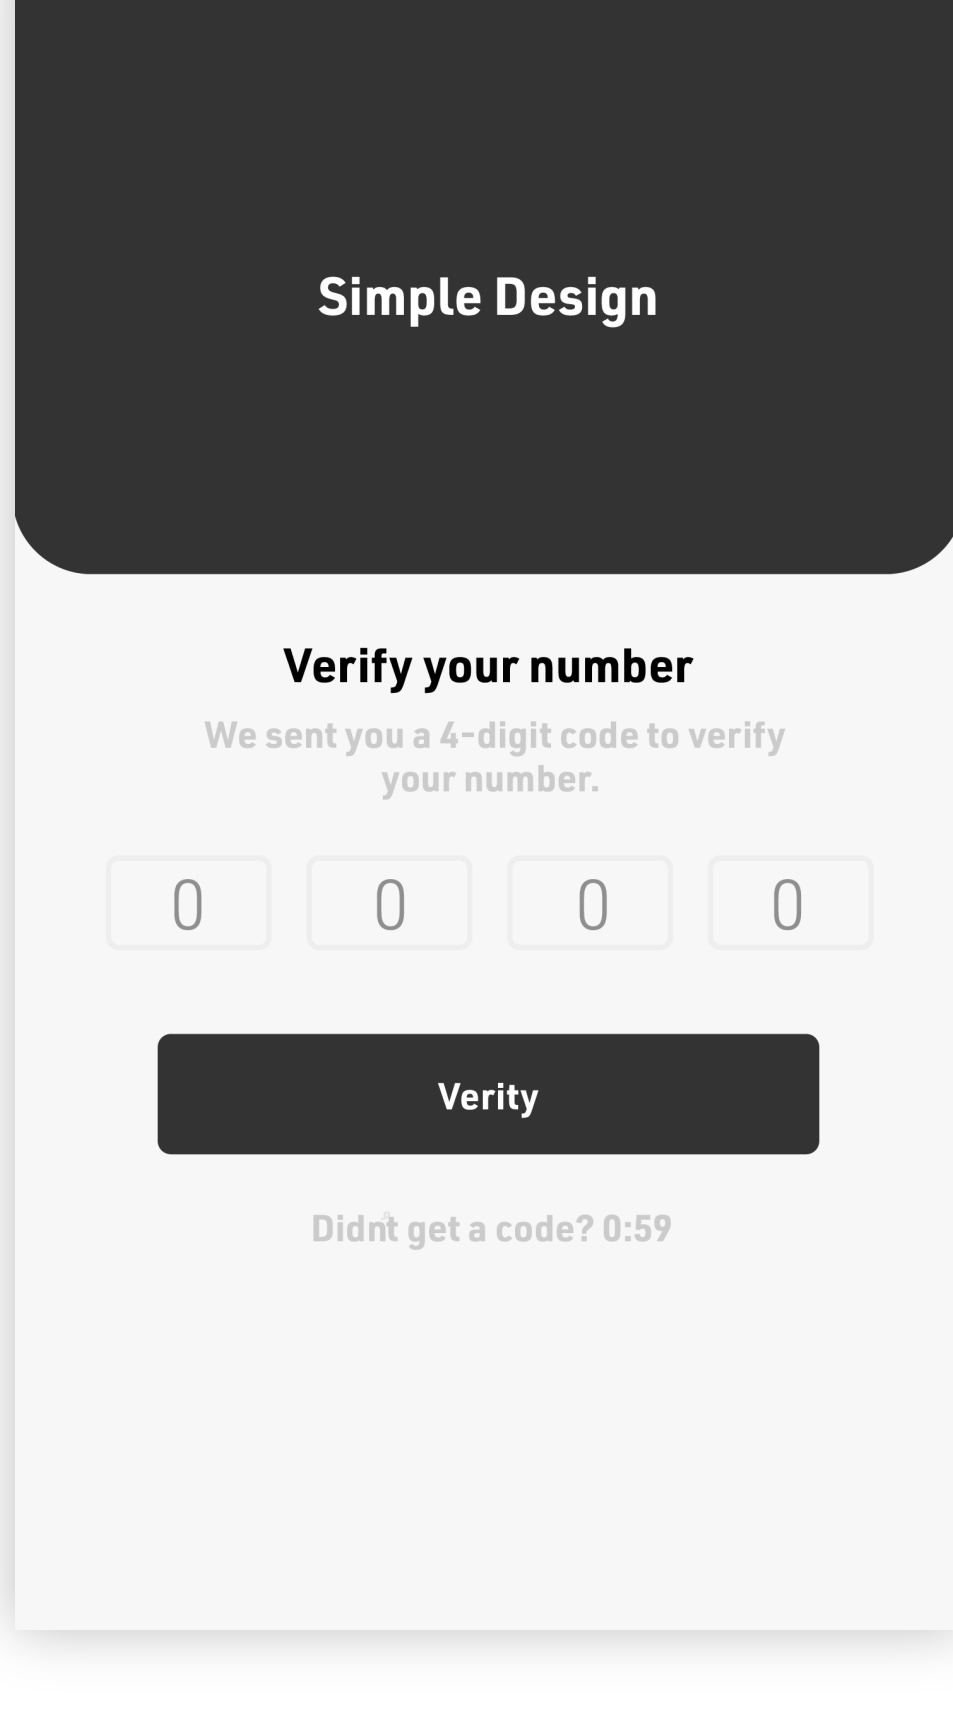 Simple Design
Verify your number
We sent you a 4-digit code to verify
your number.
0 0 0 0
Verity
Didn't get a code? 0:59